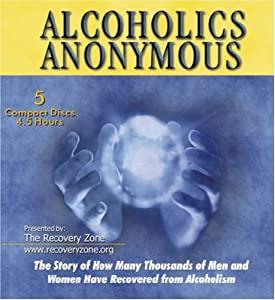 ALCOHOLICS
ANONYMOUS
5
Compact Discs
4.5 Hours
Presented by:
The Recovery Zone
www.recoveryzone.org
The Story of How Many Thousands of Men and
Women Have Recovered from Alcoholism